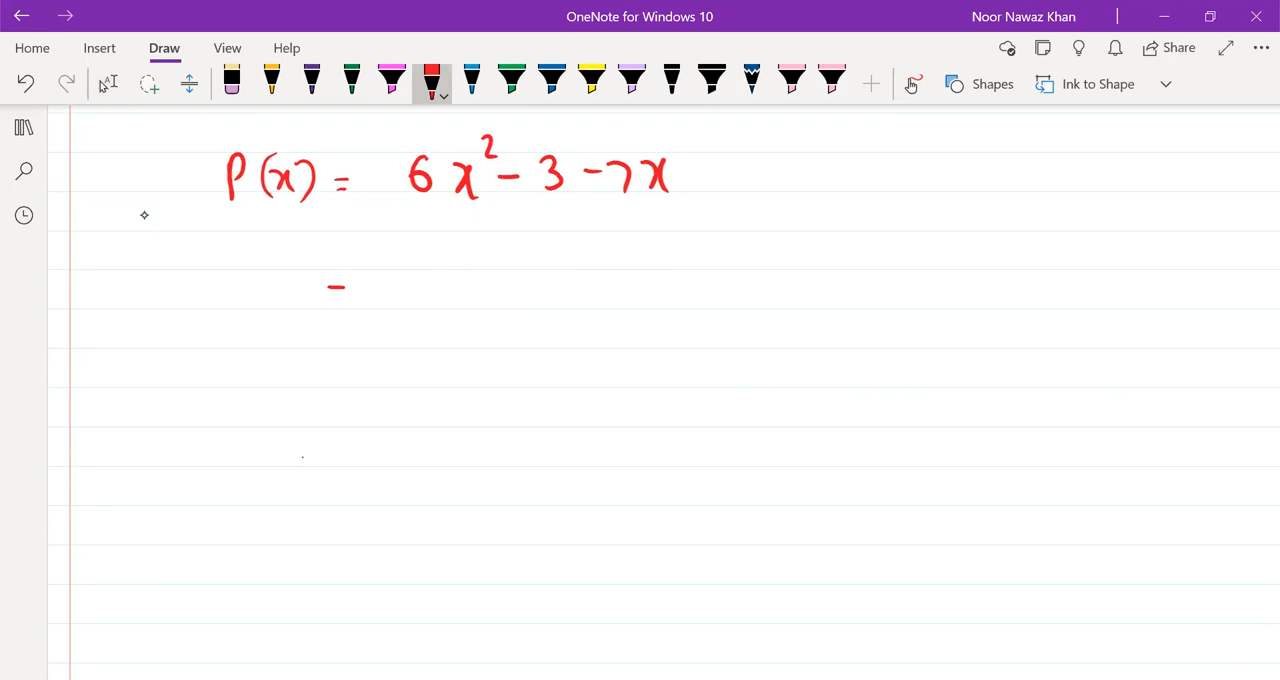 OneNote for Windows 10 Noor Nawaz Khan
Home Insert Draw View Help Share
Shapes Ink to Shape
P(x) = 6x² - 3 - 7x
-